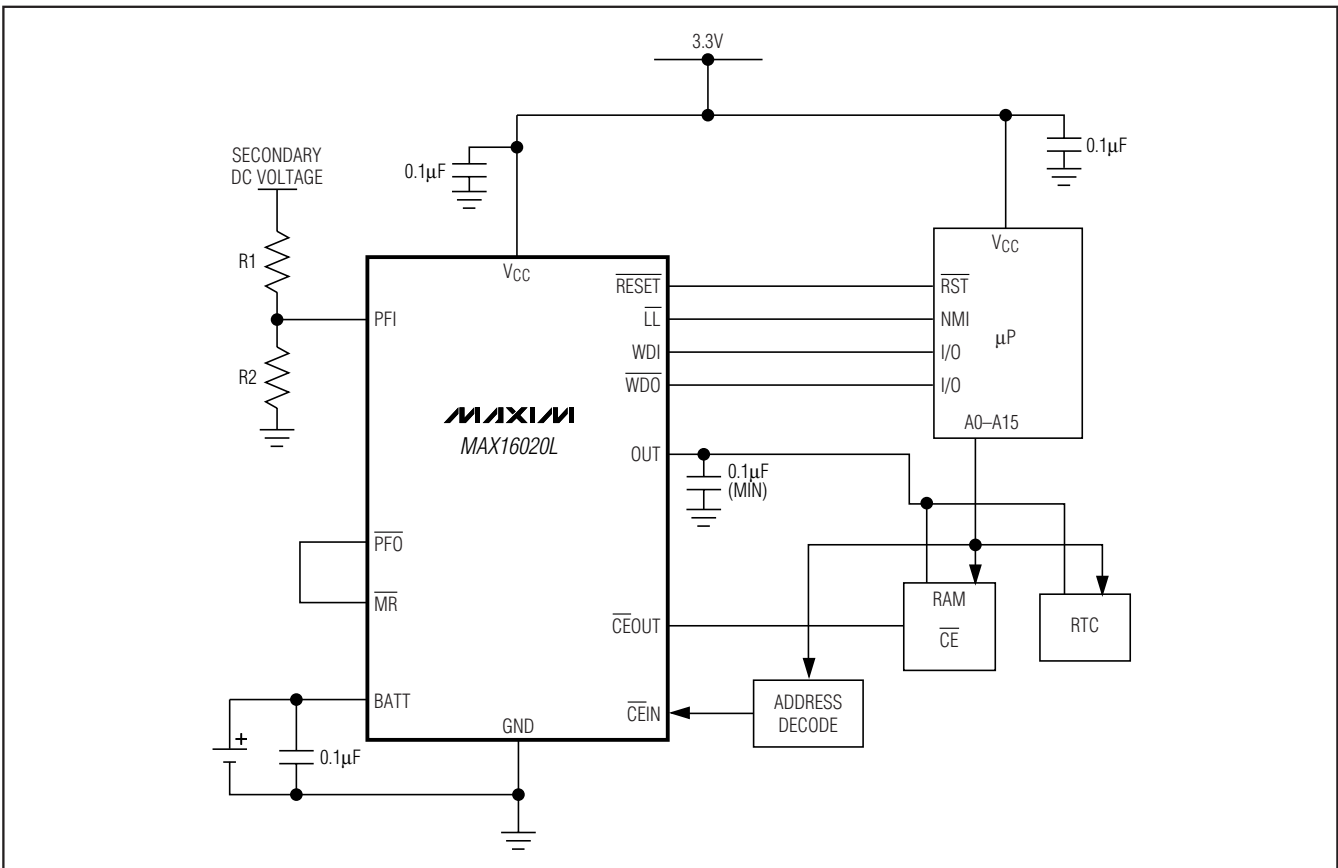 3.3V
0.1µF
0.1µF
SECONDARY
DC VOLTAGE
R1
R2
VCC
PFI
PFO
MR
BATT
GND
RESET
LL
WDI
WDO
OUT
CEOUT
CEIN
MAXIM
MAX16020L
VCC
RST
NMI
I/O
I/O
µP
A0–A15
0.1µF
(MIN)
RAM
CE
RTC
ADDRESS
DECODE
+
0.1µF